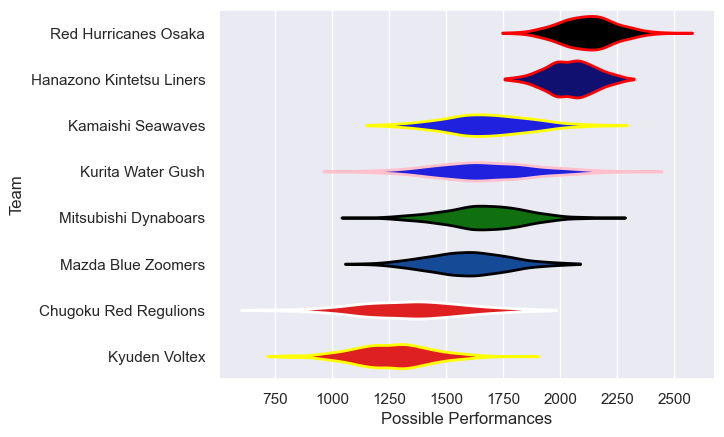 Red Hurricanes Osaka
Hanazono Kintetsu Liners
Kamaishi Seawaves
Kurita Water Gush
Mitsubishi Dynaboars
Mazda Blue Zoomers
Chugoku Red Regulions
Kyuden Voltex
Team
750 1000 1250 1500 1750 2000 2250 2500
Possible Performances